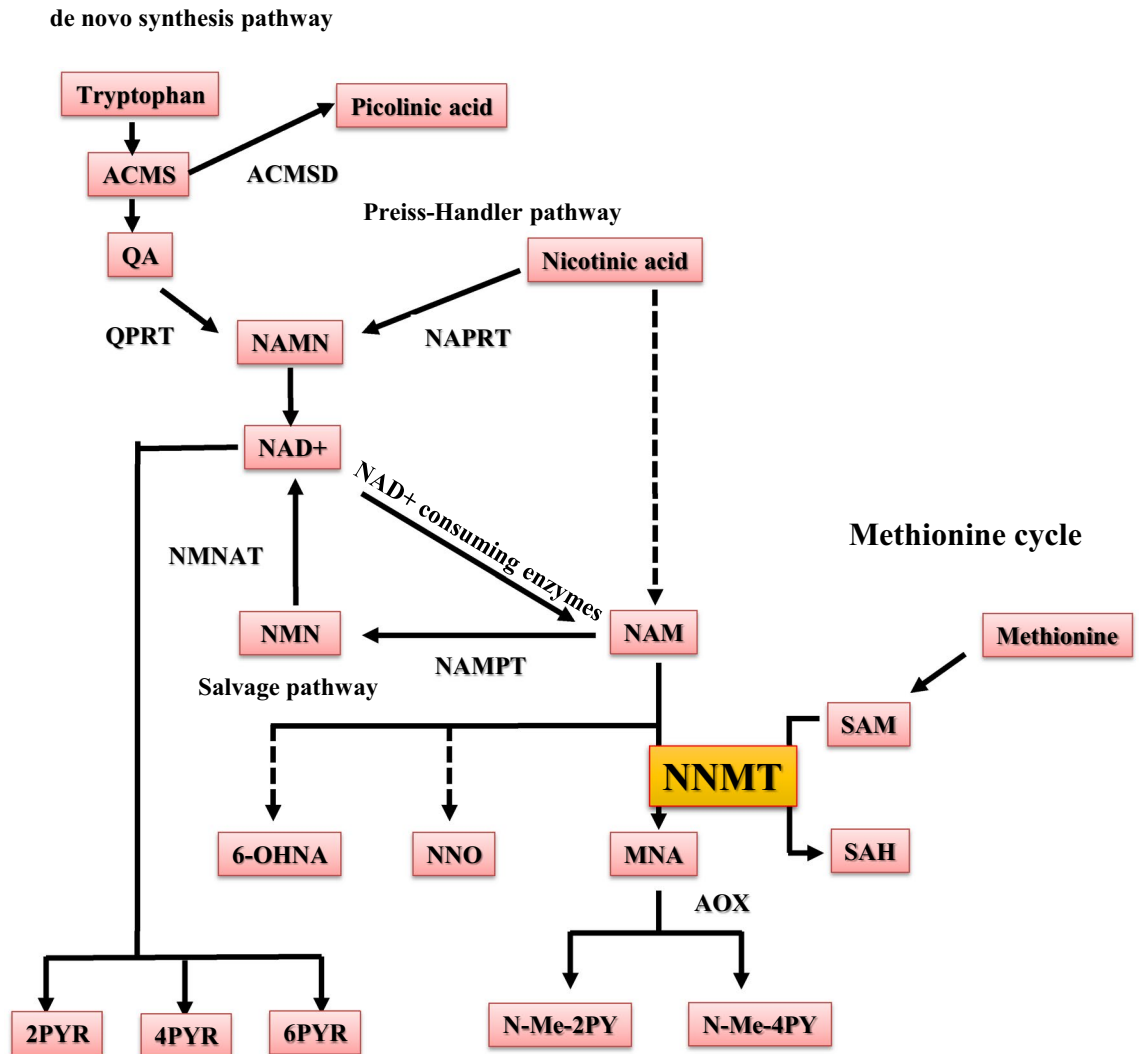 de novo synthesis pathway
Tryptophan
Picolinic acid
ACMS
ACMSD
Preiss-Handler pathway
QA
Nicotinic acid
QPRT
NAMN
NAPRT
NAD+
NAD+ consuming enzymes
Methionine cycle
NMNAT
NMN
NAM
Methionine
NAMPT
Salvage pathway
SAM
NNMT
6-OHNA
NNO
MNA
SAH
AOX
2PYR
4PYR
6PYR
N-Me-2PY
N-Me-4PY